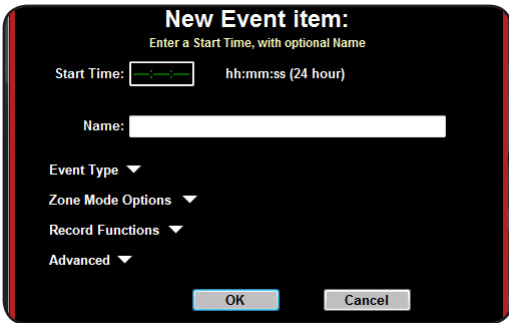 New Event item:
Enter a Start Time, with optional Name
Start Time: --:--:-- hh:mm:ss (24 hour)
Name:
Event Type
Zone Mode Options
Record Functions
Advanced
OK Cancel